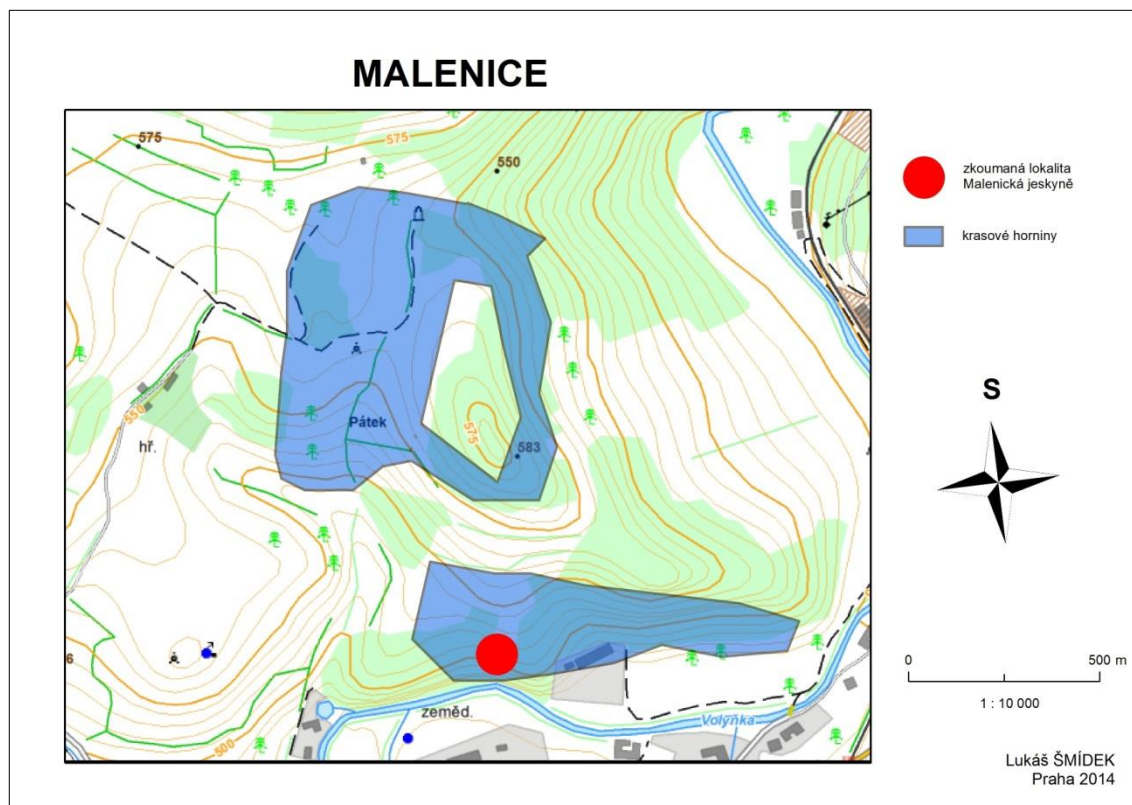 MALENICE
575
575
550
zkoumaná lokalita
Malenická jeskyně
krasové horniny
550
Pátek
575
583
hř.
S
6
zeměd.
Volyňka
500
0 500 m
1 : 10 000
Lukáš ŠMÍDEK
Praha 2014